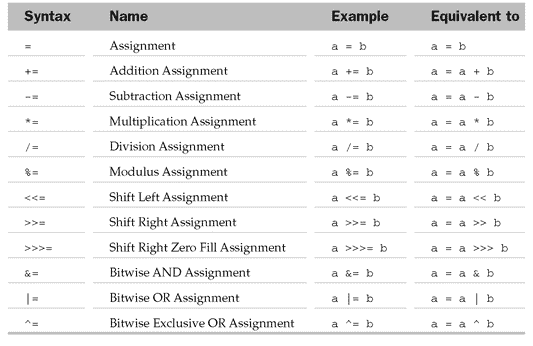 Syntax Name Example Equivalent to
= Assignment a = b a = b
+= Addition Assignment a += b a = a + b
-= Subtraction Assignment a -= b a = a - b
*= Multiplication Assignment a *= b a = a * b
/= Division Assignment a /= b a = a / b
%= Modulus Assignment a %= b a = a % b
<<= Shift Left Assignment a <<= b a = a << b
>>= Shift Right Assignment a >>= b a = a >> b
>>>= Shift Right Zero Fill Assignment a >>>= b a = a >>> b
&= Bitwise AND Assignment a &= b a = a & b
|= Bitwise OR Assignment a |= b a = a | b
^= Bitwise Exclusive OR Assignment a ^= b a = a ^ b